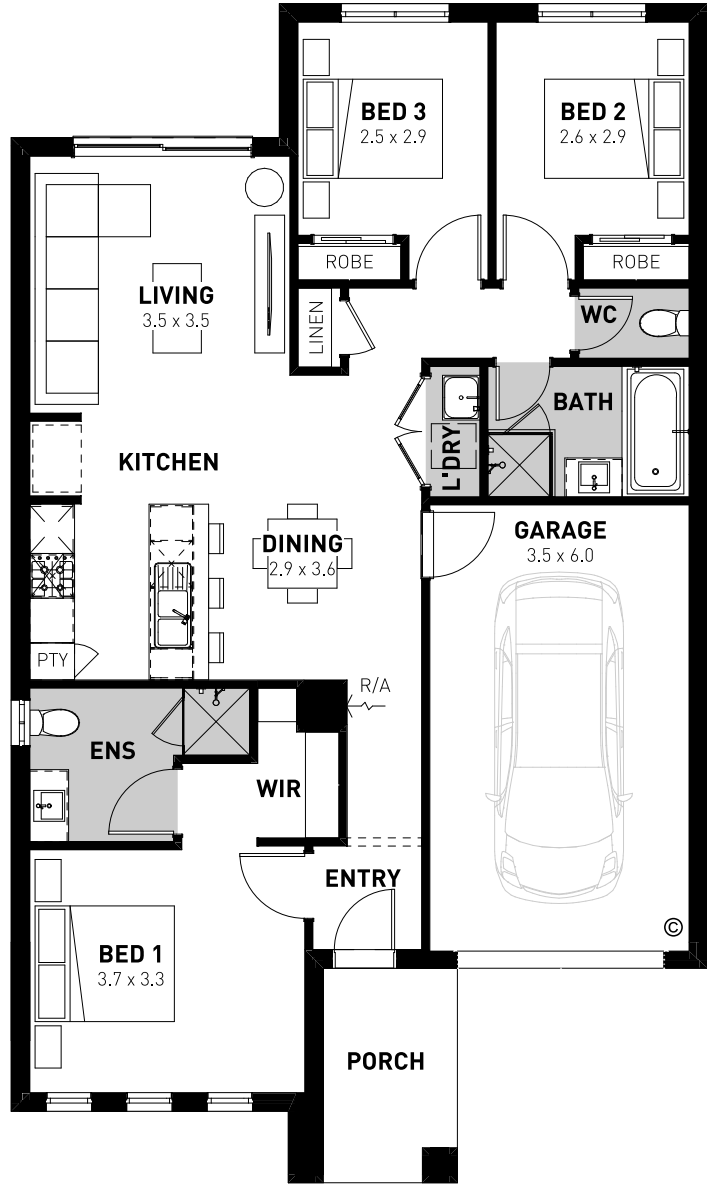 BED 3
2.5 x 2.9
BED 2
2.6 x 2.9
ROBE
ROBE
LIVING
3.5 x 3.5
LINEN
WC
BATH
KITCHEN
L'DRY
GARAGE
3.5 x 6.0
DINING
2.9 x 3.6
PTY
R/A
ENS
WIR
ENTRY
©
BED 1
3.7 x 3.3
PORCH